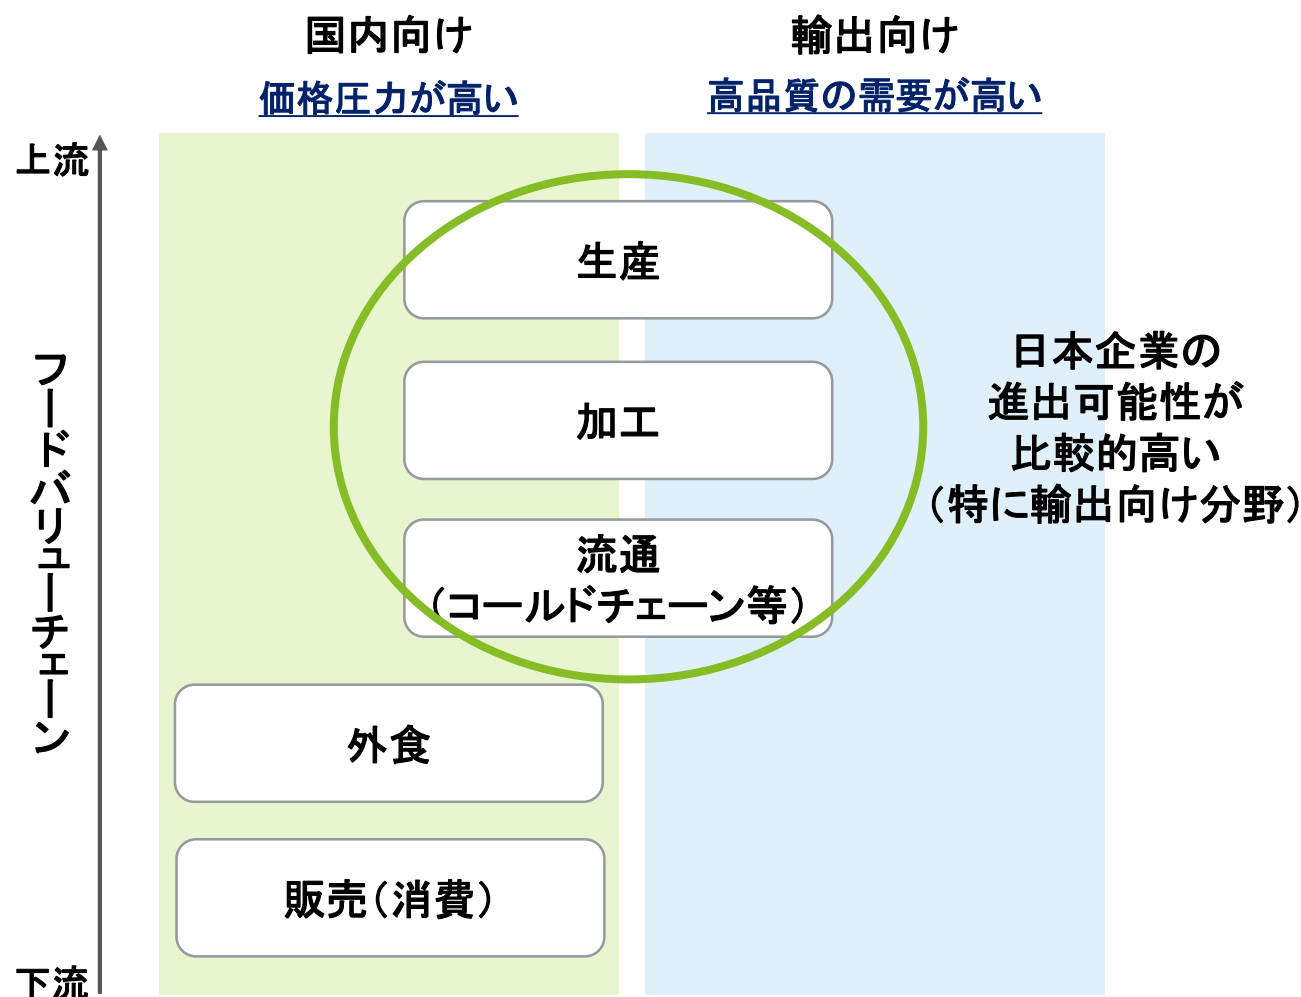 国内向け
輸出向け
価格圧力が高い
高品質の需要が高い
上流
フードバリューチェーン
下流
生産
加工
流通
（コールドチェーン等）
外食
販売（消費）
日本企業の
進出可能性が
比較的高い
（特に輸出向け分野）